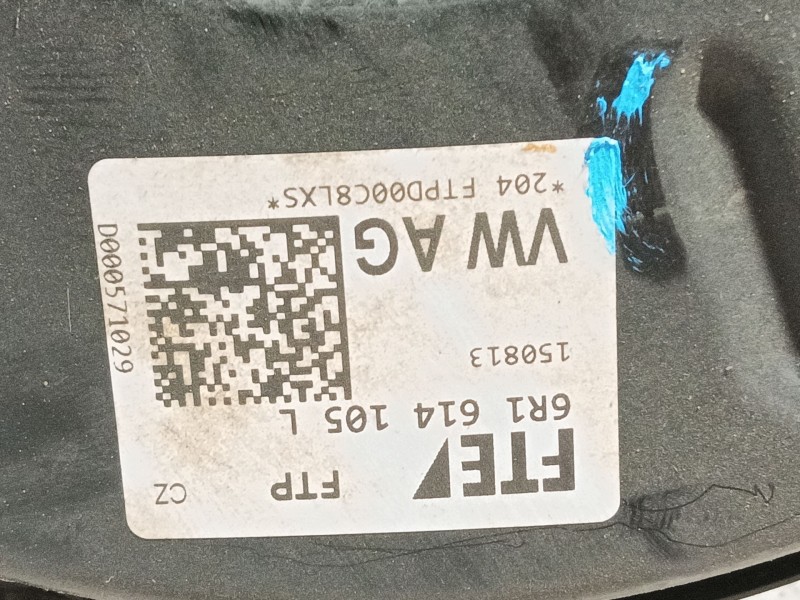 FTE FTP CZ
6R1 614 105 L
150813
VW AG
*204 FTPD00C8LXS*
D000571029